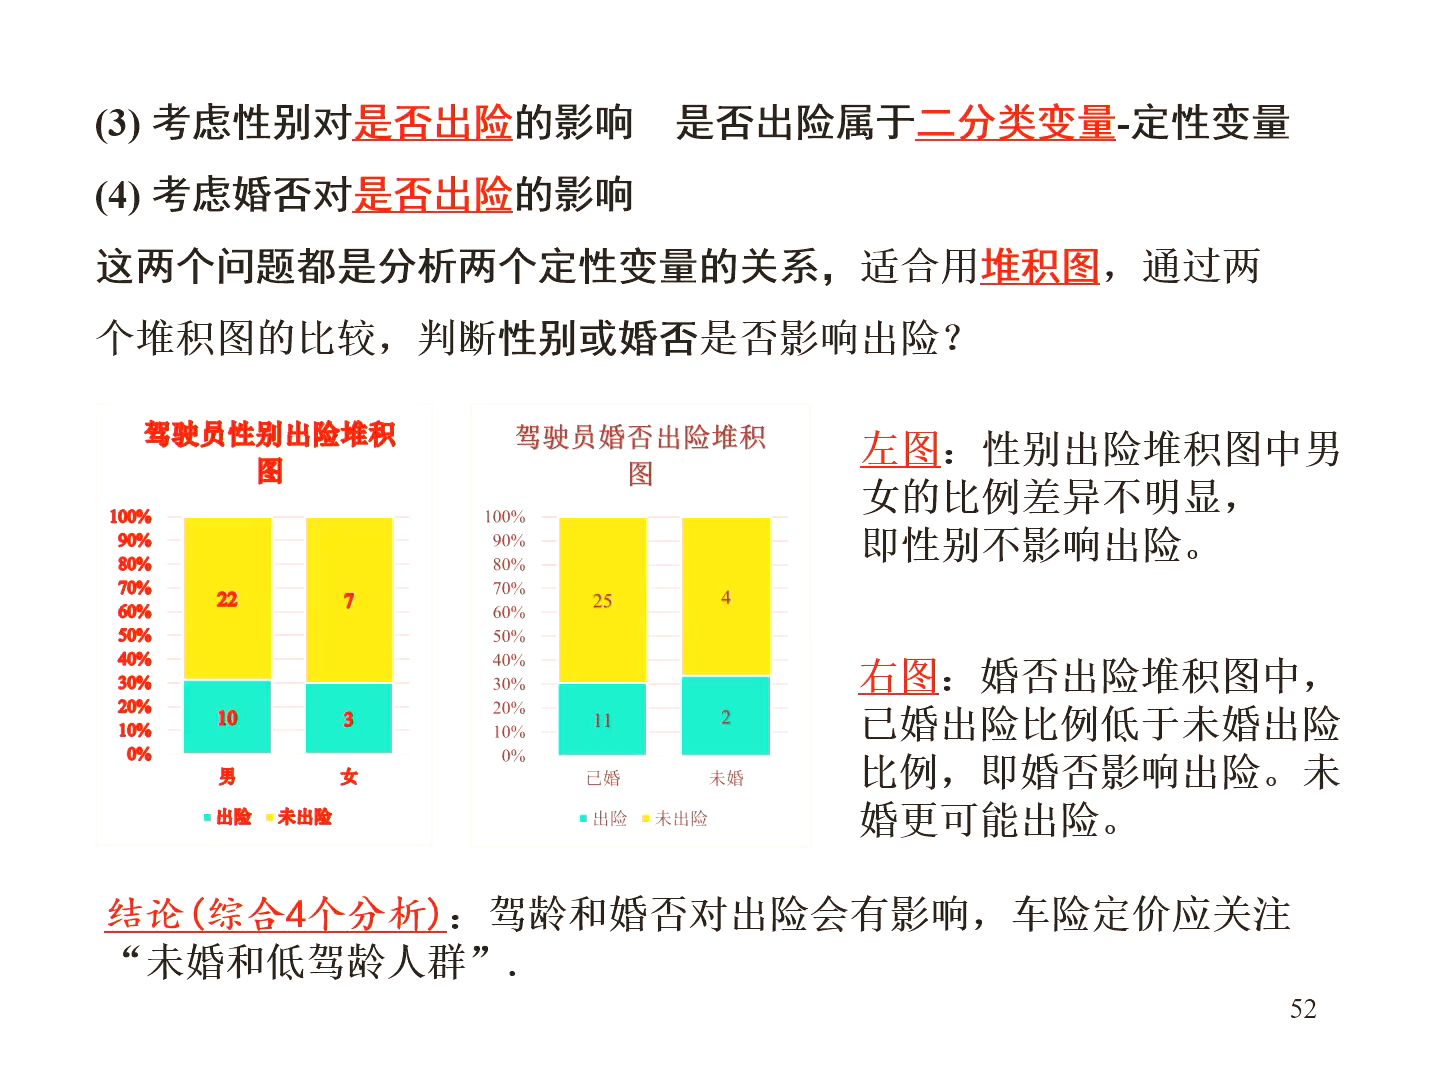 (3) 考虑性别对是否出险的影响 是否出险属于二分类变量-定性变量
(4) 考虑婚否对是否出险的影响
这两个问题都是分析两个定性变量的关系，适合用堆积图，通过两
个堆积图的比较，判断性别或婚否是否影响出险？
驾驶员性别出险堆积
图
100%
90%
80%
70%
60%
50%
40%
30%
20%
10%
0%
22
7
10
3
男
女
出险 未出险
驾驶员婚否出险堆积
图
100%
90%
80%
70%
60%
50%
40%
30%
20%
10%
0%
25
4
11
2
已婚
未婚
出险 未出险
左图：性别出险堆积图中男
女的比例差异不明显，
即性别不影响出险。
右图：婚否出险堆积图中，
已婚出险比例低于未婚出险
比例，即婚否影响出险。未
婚更可能出险。
结论(综合4个分析)：驾龄和婚否对出险会有影响，车险定价应关注
“未婚和低驾龄人群”.
52